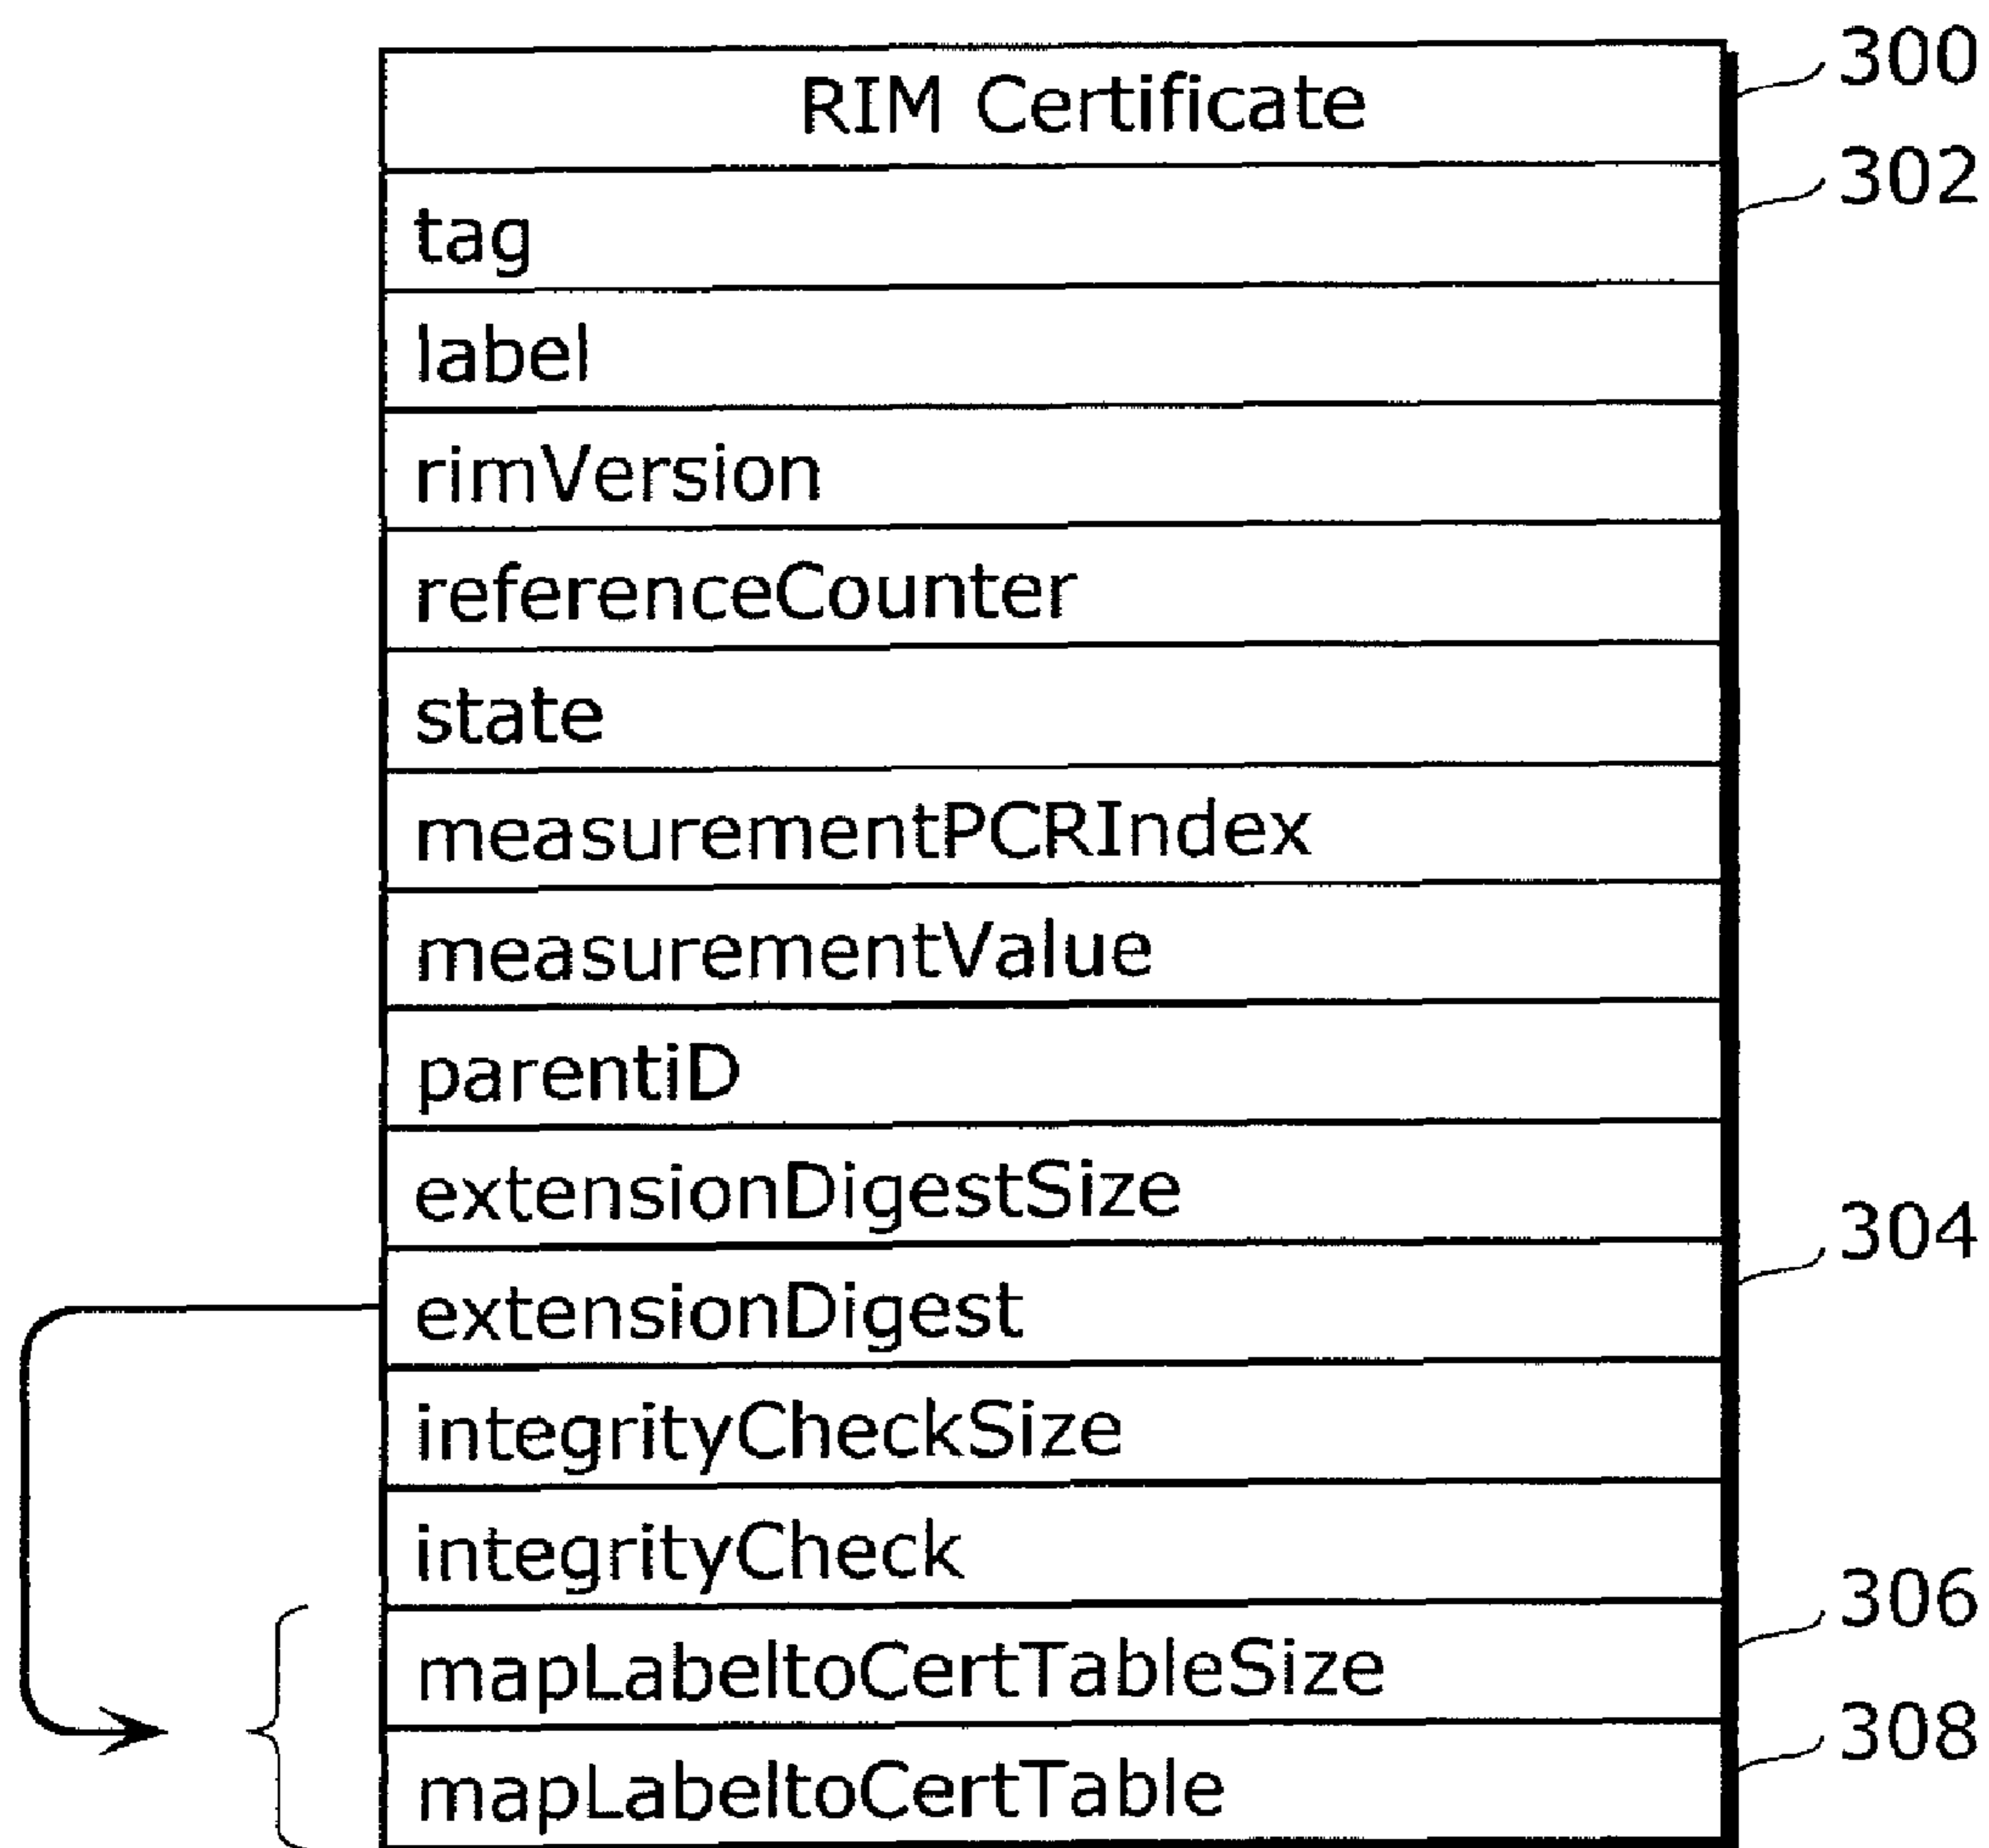 RIM Certificate 300
tag 302
label
rimVersion
referenceCounter
state
measurementPCRIndex
measurementValue
parentiD
extensionDigestSize
extensionDigest 304
integrityCheckSize
integrityCheck
mapLabeltoCertTableSize 306
mapLabeltoCertTable 308